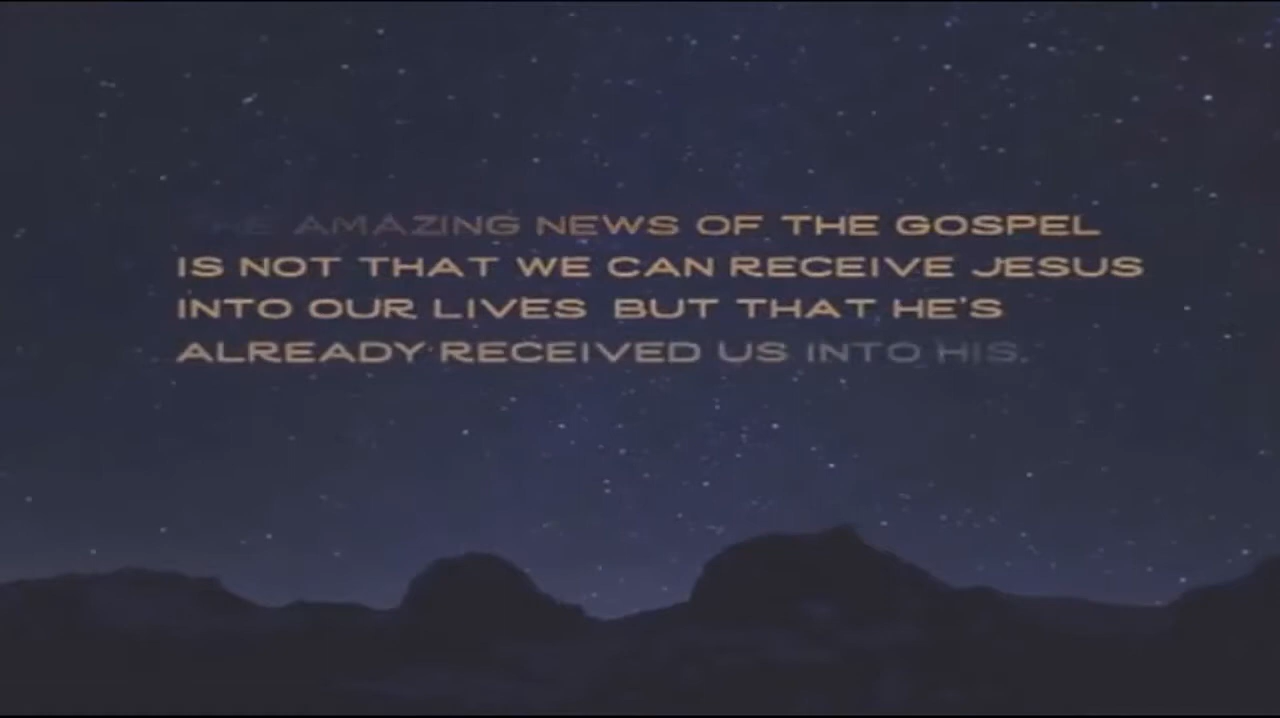 THE AMAZING NEWS OF THE GOSPEL
IS NOT THAT WE CAN RECEIVE JESUS
INTO OUR LIVES BUT THAT HE'S
ALREADY RECEIVED US INTO HIS.